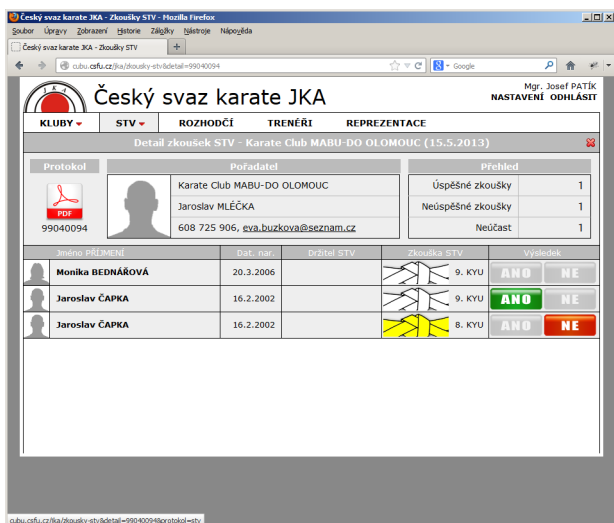 Český svaz karate JKA - Zkoušky STV - Mozilla Firefox
Soubor Úpravy Zobrazení Historie Záložky Nástroje Nápověda
Český svaz karate JKA - Zkoušky STV +
cubu.csfu.cz/jka/zkousky-stv&detail=99040094 Google
Mgr. Josef PATÍK
JKA Český svaz karate JKA NASTAVENÍ ODHLÁSIT
KLUBY STV ROZHODČÍ TRENÉŘI REPREZENTACE
Detail zkoušek STV - Karate Club MABU-DO OLOMOUC (15.5.2013)
Protokol Pořadatel Přehled
Karate Club MABU-DO OLOMOUC Úspěšné zkoušky 1
Jaroslav MLÉČKA Neúspěšné zkoušky 1
PDF
99040094 608 725 906, eva.buzkova@seznam.cz Neúčast 1
Jméno PŘÍJMENÍ Dat. nar. Držitel STV Zkouška STV Výsledek
Monika BEDNÁŘOVÁ 20.3.2006 9. KYU ANO NE
Jaroslav ČAPKA 16.2.2002 9. KYU ANO NE
Jaroslav ČAPKA 16.2.2002 8. KYU ANO NE
cubu.csfu.cz/jka/zkousky-stv&detail=99040094&protokol=stv